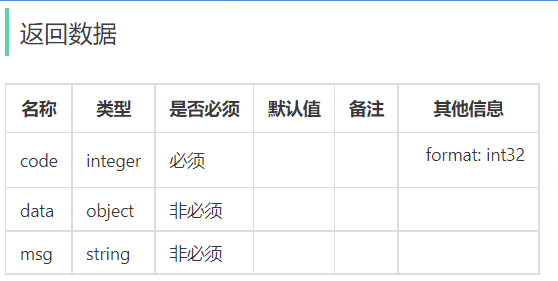 返回数据
名称 类型 是否必须 默认值 备注 其他信息
code integer 必须 format: int32
data object 非必须
msg string 非必须